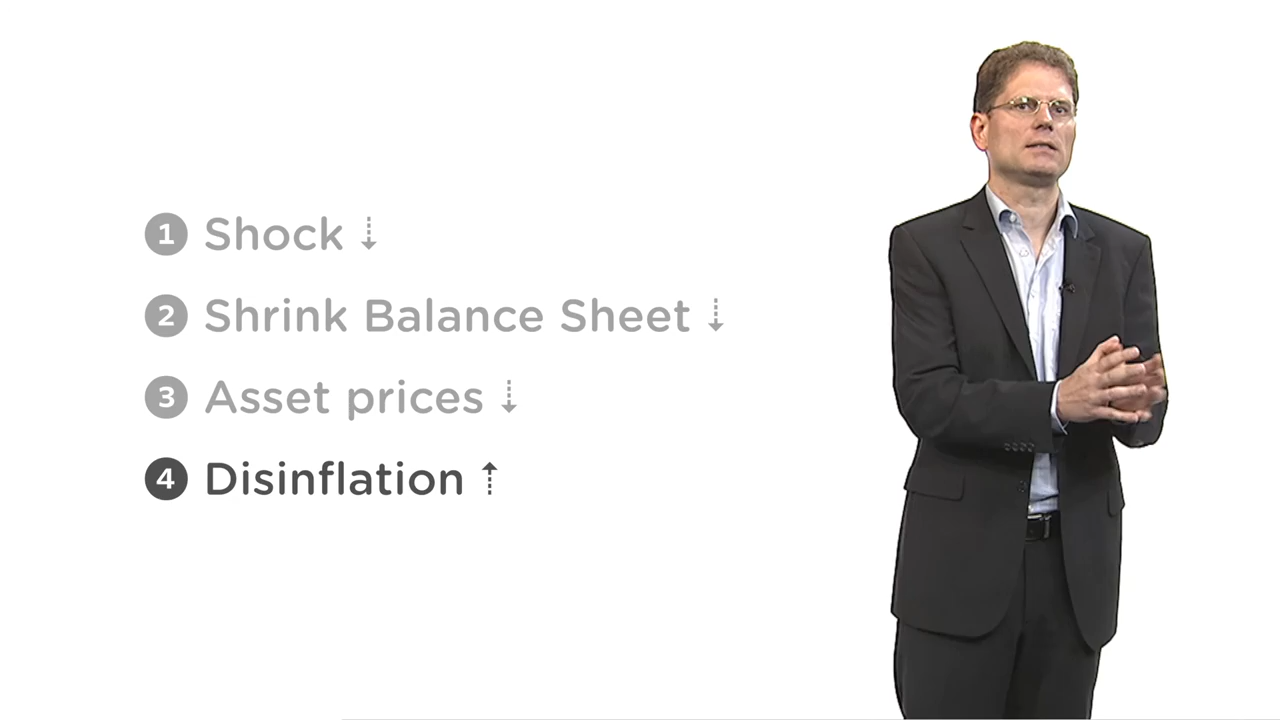 1 Shock ⇣
2 Shrink Balance Sheet ⇣
3 Asset prices ⇣
4 Disinflation ⇡